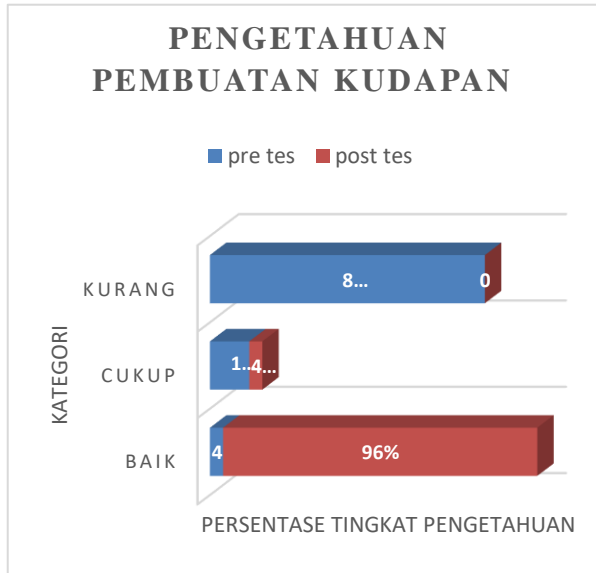 PENGETAHUAN
PEMBUATAN KUDAPAN
pre tes post tes
KURANG
8... 0
CUKUP
1... 4...
BAIK
4 96%
KATEGORI
PERSENTASE TINGKAT PENGETAHUAN